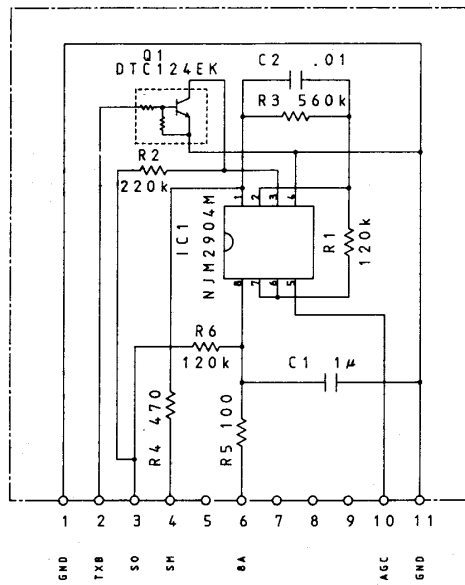 Q1
DTC124EK
C2 .01
R3 560k
R2
220k
1 2 3 4
IC1
NJM2904M
R1
120k
8 7 6 5
R6
120k
C1 1μ
R4 470
R5 100
1 2 3 4 5 6 7 8 9 10 11
GND
TXB
SO
SM
8A
AGC
GND